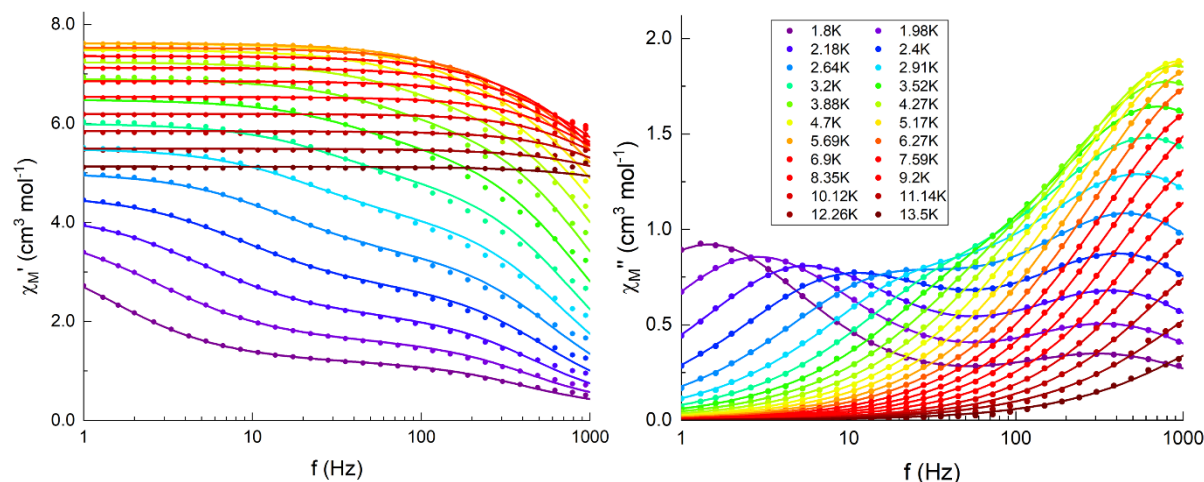 8.0
6.0
4.0
2.0
0.0
1
10
100
1000
χM' (cm³ mol⁻¹)
f (Hz)
2.0
1.5
1.0
0.5
0.0
1
10
100
1000
χM'' (cm³ mol⁻¹)
f (Hz)
1.8K 1.98K
2.18K 2.4K
2.64K 2.91K
3.2K 3.52K
3.88K 4.27K
4.7K 5.17K
5.69K 6.27K
6.9K 7.59K
8.35K 9.2K
10.12K 11.14K
12.26K 13.5K